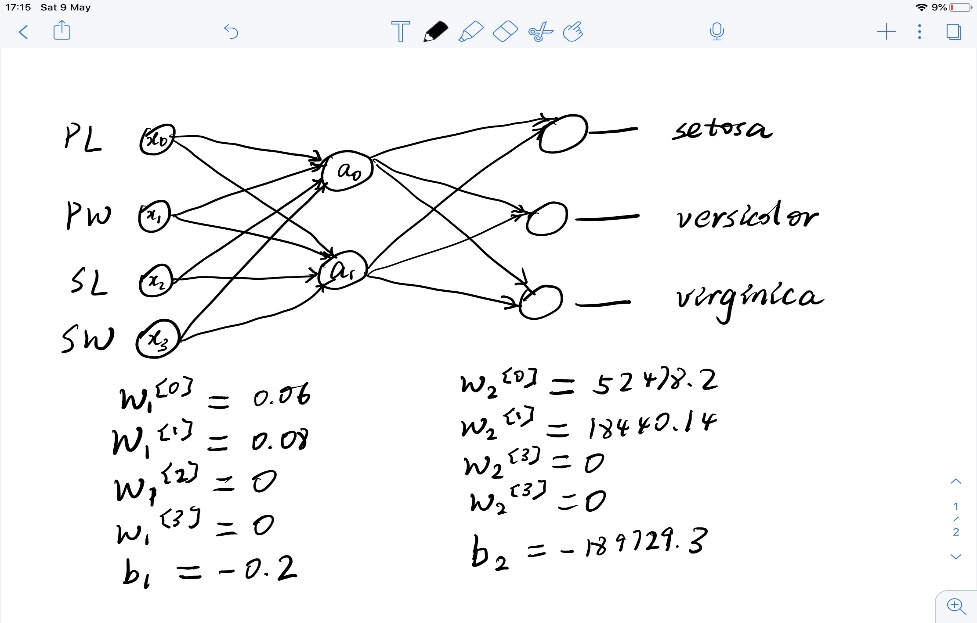 17:15 Sat 9 May 9%
T
PL x₀ a₀ setosa
PW x₁ versicolor
SL x₂ a₁ virginica
SW x₃
W₁[0] = 0.06
W₁[1] = 0.08
W₁[2] = 0
W₁[3] = 0
b₁ = -0.2
W₂[0] = 52478.2
W₂[1] = 18440.14
W₂[3] = 0
W₂[3] = 0
b₂ = -189729.3
1
/
2